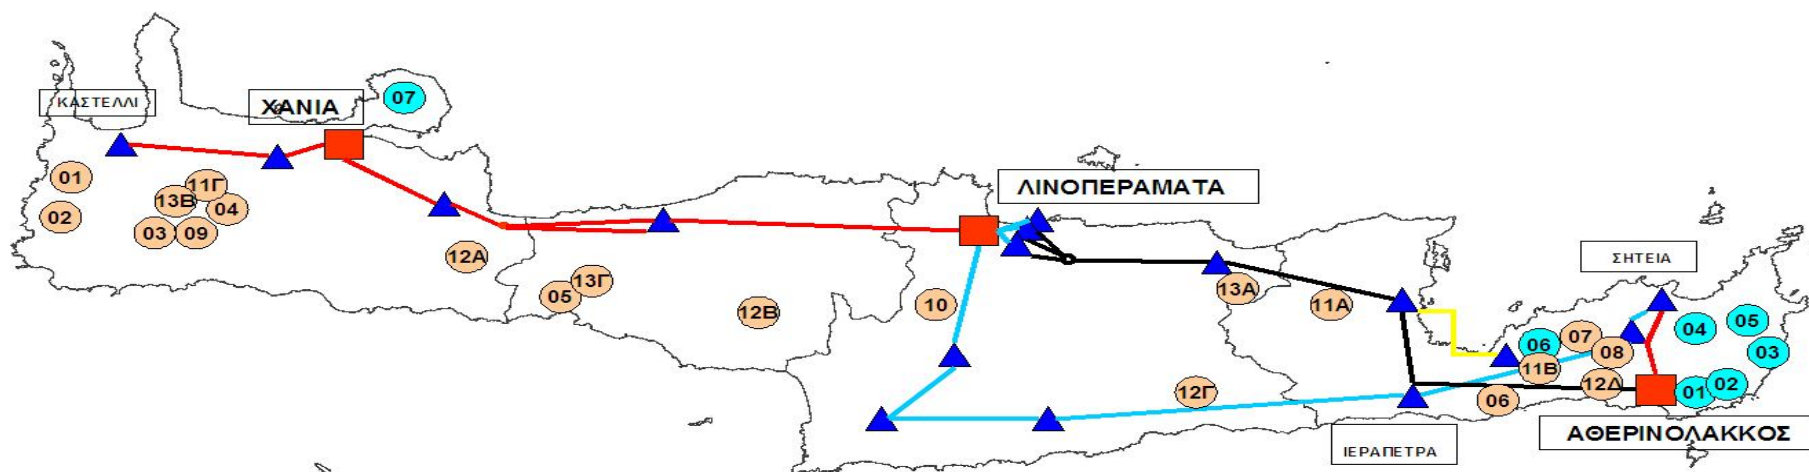 ΚΑΣΤΕΛΛΙ
ΧΑΝΙΑ
07
01
02
11Γ
13Β
04
03
09
12Α
05
13Γ
12Β
10
ΛΙΝΟΠΕΡΑΜΑΤΑ
13Α
11Α
12Γ
ΣΗΤΕΙΑ
06
07
08
11Β
12Δ
06
04
05
03
02
01
ΙΕΡΑΠΕΤΡΑ
ΑΘΕΡΙΝΟΛΑΚΚΟΣ